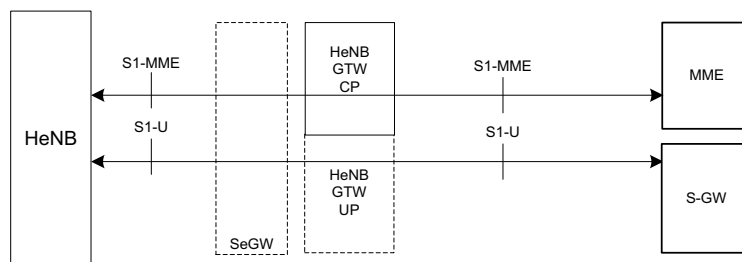 HeNB
S1-MME
S1-U
SeGW
HeNB
GTW
CP
HeNB
GTW
UP
S1-MME
S1-U
MME
S-GW